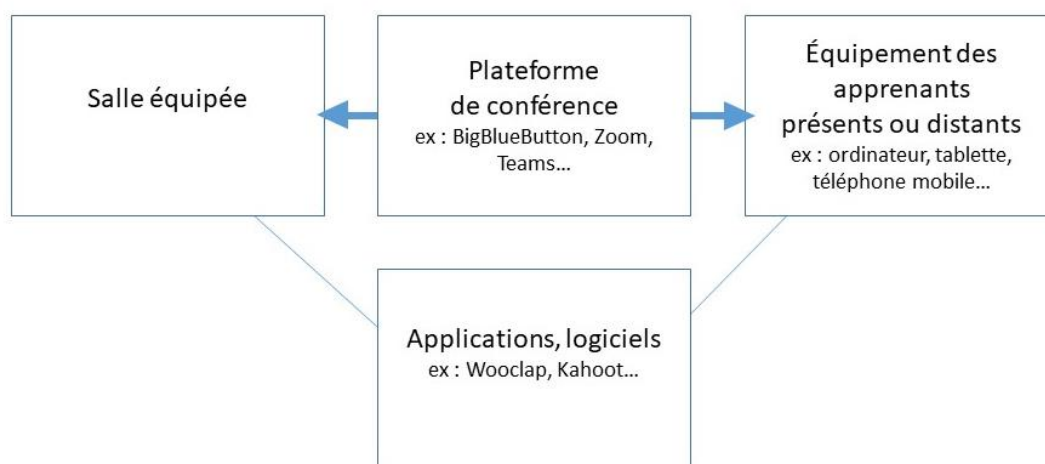 Salle équipée
Plateforme
de conférence
ex : BigBlueButton, Zoom,
Teams...
Équipement des
apprenants
présents ou distants
ex : ordinateur, tablette,
téléphone mobile...
Applications, logiciels
ex : Wooclap, Kahoot...